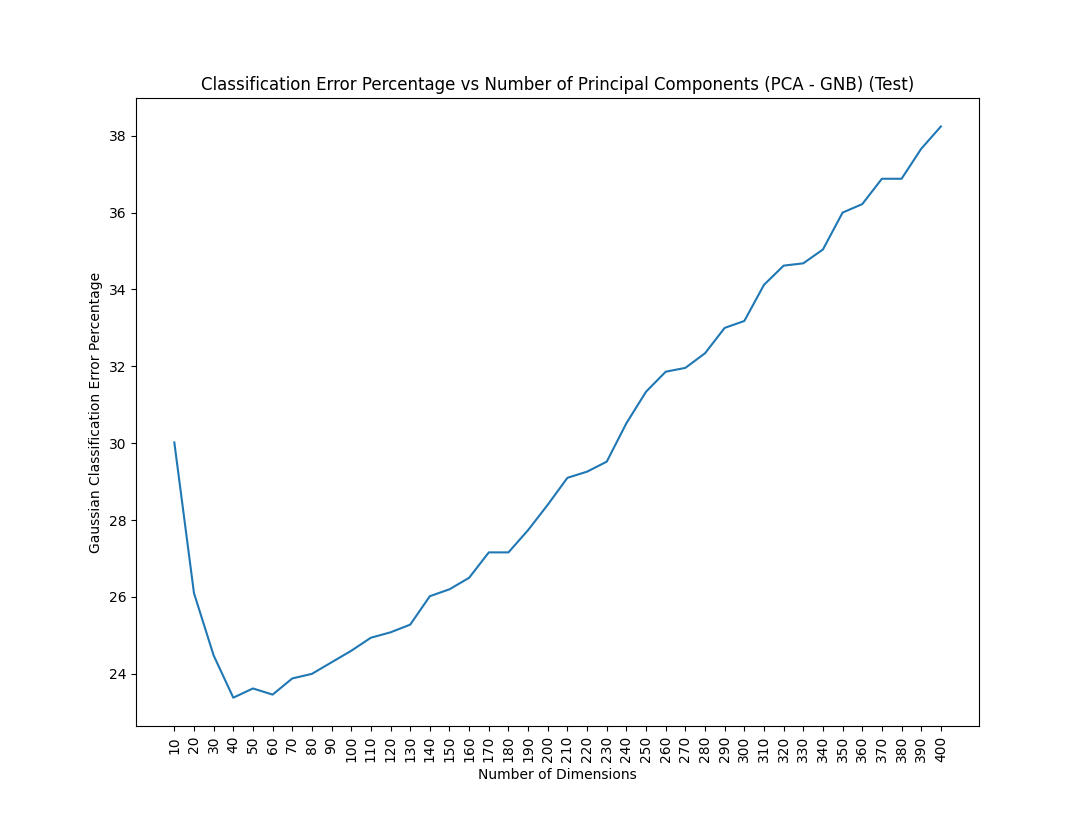 Classification Error Percentage vs Number of Principal Components (PCA - GNB) (Test)
38
36
34
32
30
28
26
24
Gaussian Classification Error Percentage
10 20 30 40 50 60 70 80 90 100 110 120 130 140 150 160 170 180 190 200 210 220 230 240 250 260 270 280 290 300 310 320 330 340 350 360 370 380 390 400
Number of Dimensions